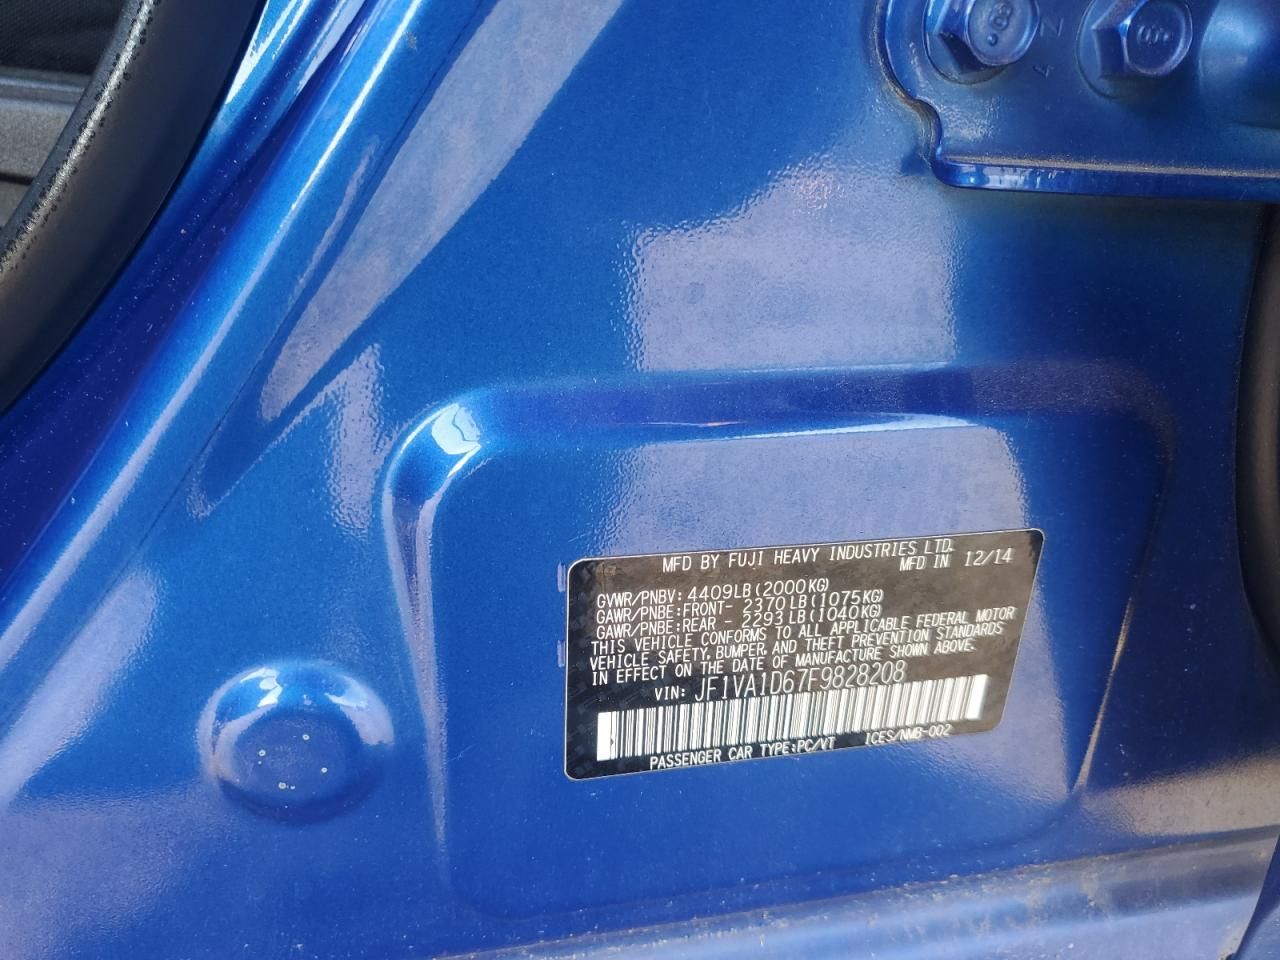 MFD BY FUJI HEAVY INDUSTRIES LTD.
MFD IN 12/14
GVWR/PNBV: 4409LB(2000KG)
GAWR/PNBE:FRONT- 2370LB(1075KG)
GAWR/PNBE:REAR - 2293LB(1040KG)
THIS VEHICLE CONFORMS TO ALL APPLICABLE FEDERAL MOTOR
VEHICLE SAFETY, BUMPER, AND THEFT PREVENTION STANDARDS
IN EFFECT ON THE DATE OF MANUFACTURE SHOWN ABOVE.
VIN: JF1VA1D67F9828208
PASSENGER CAR TYPE:PC/VT ICES/NMB-002